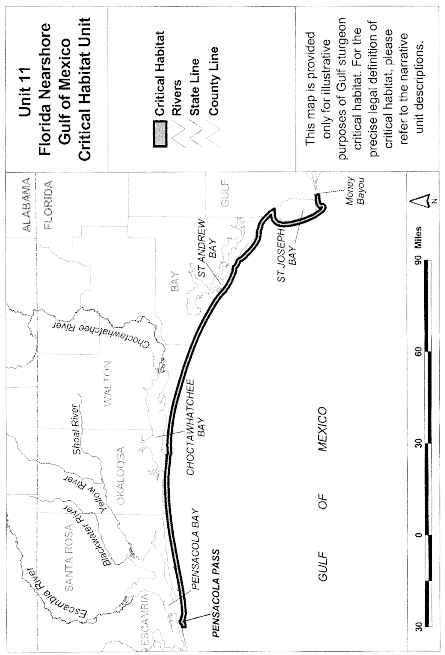 Unit 11
Florida Nearshore
Gulf of Mexico
Critical Habitat Unit
Critical Habitat
Rivers
State Line
County Line
This map is provided
only for illustrative
purposes of Gulf sturgeon
critical habitat. For the
precise legal definition of
critical habitat, please
refer to the narrative
unit descriptions.
ALABAMA
FLORIDA
Escambia River
SANTA ROSA
Blackwater River
Yellow River
Shoal River
OKALOOSA
WALTON
Choctawhatchee River
BAY
GULF
ESCAMBIA
PENSACOLA BAY
PENSACOLA PASS
CHOCTAWHATCHEE
BAY
ST ANDREW
BAY
ST JOSEPH
BAY
Money
Bayou
GULF OF MEXICO
30 0 30 60 90 Miles
N